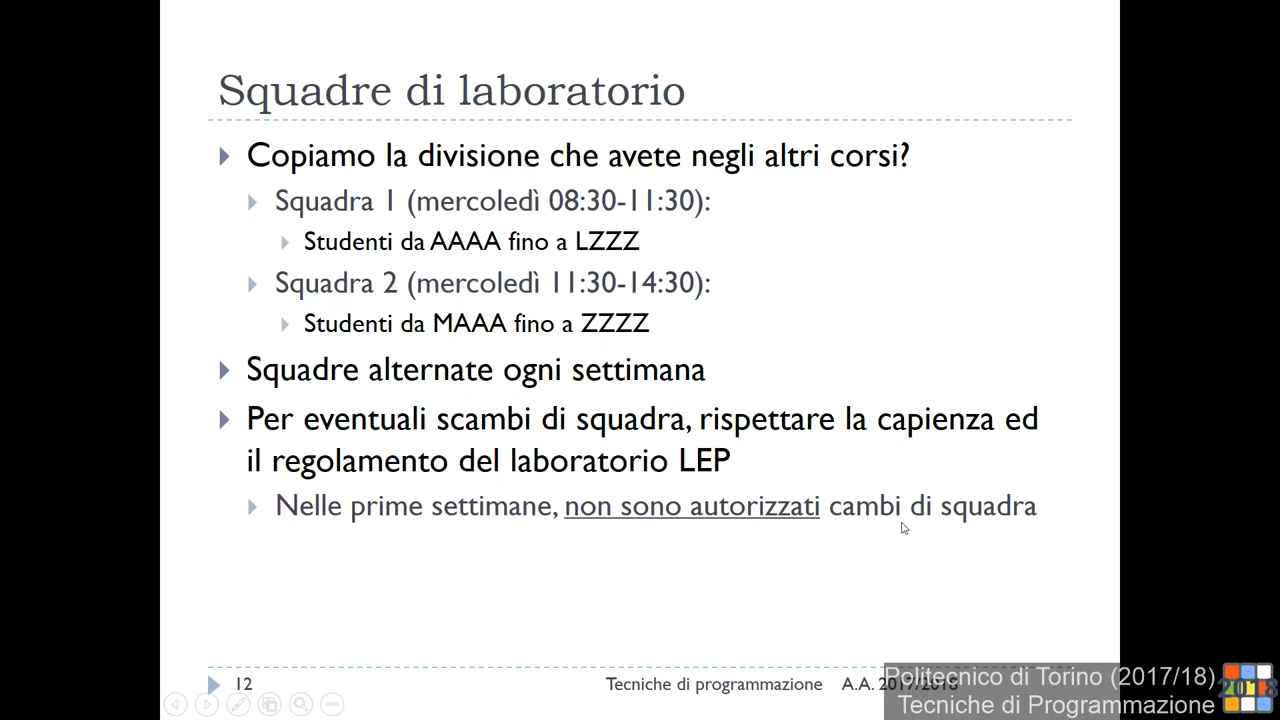 Squadre di laboratorio
Copiamo la divisione che avete negli altri corsi?
Squadra 1 (mercoledì 08:30-11:30):
Studenti da AAAA fino a LZZZ
Squadra 2 (mercoledì 11:30-14:30):
Studenti da MAAA fino a ZZZZ
Squadre alternate ogni settimana
Per eventuali scambi di squadra, rispettare la capienza ed
il regolamento del laboratorio LEP
Nelle prime settimane, non sono autorizzati cambi di squadra
12
Tecniche di programmazione A.A. 2017/2018
Politecnico di Torino (2017/18)
Tecniche di Programmazione
2018